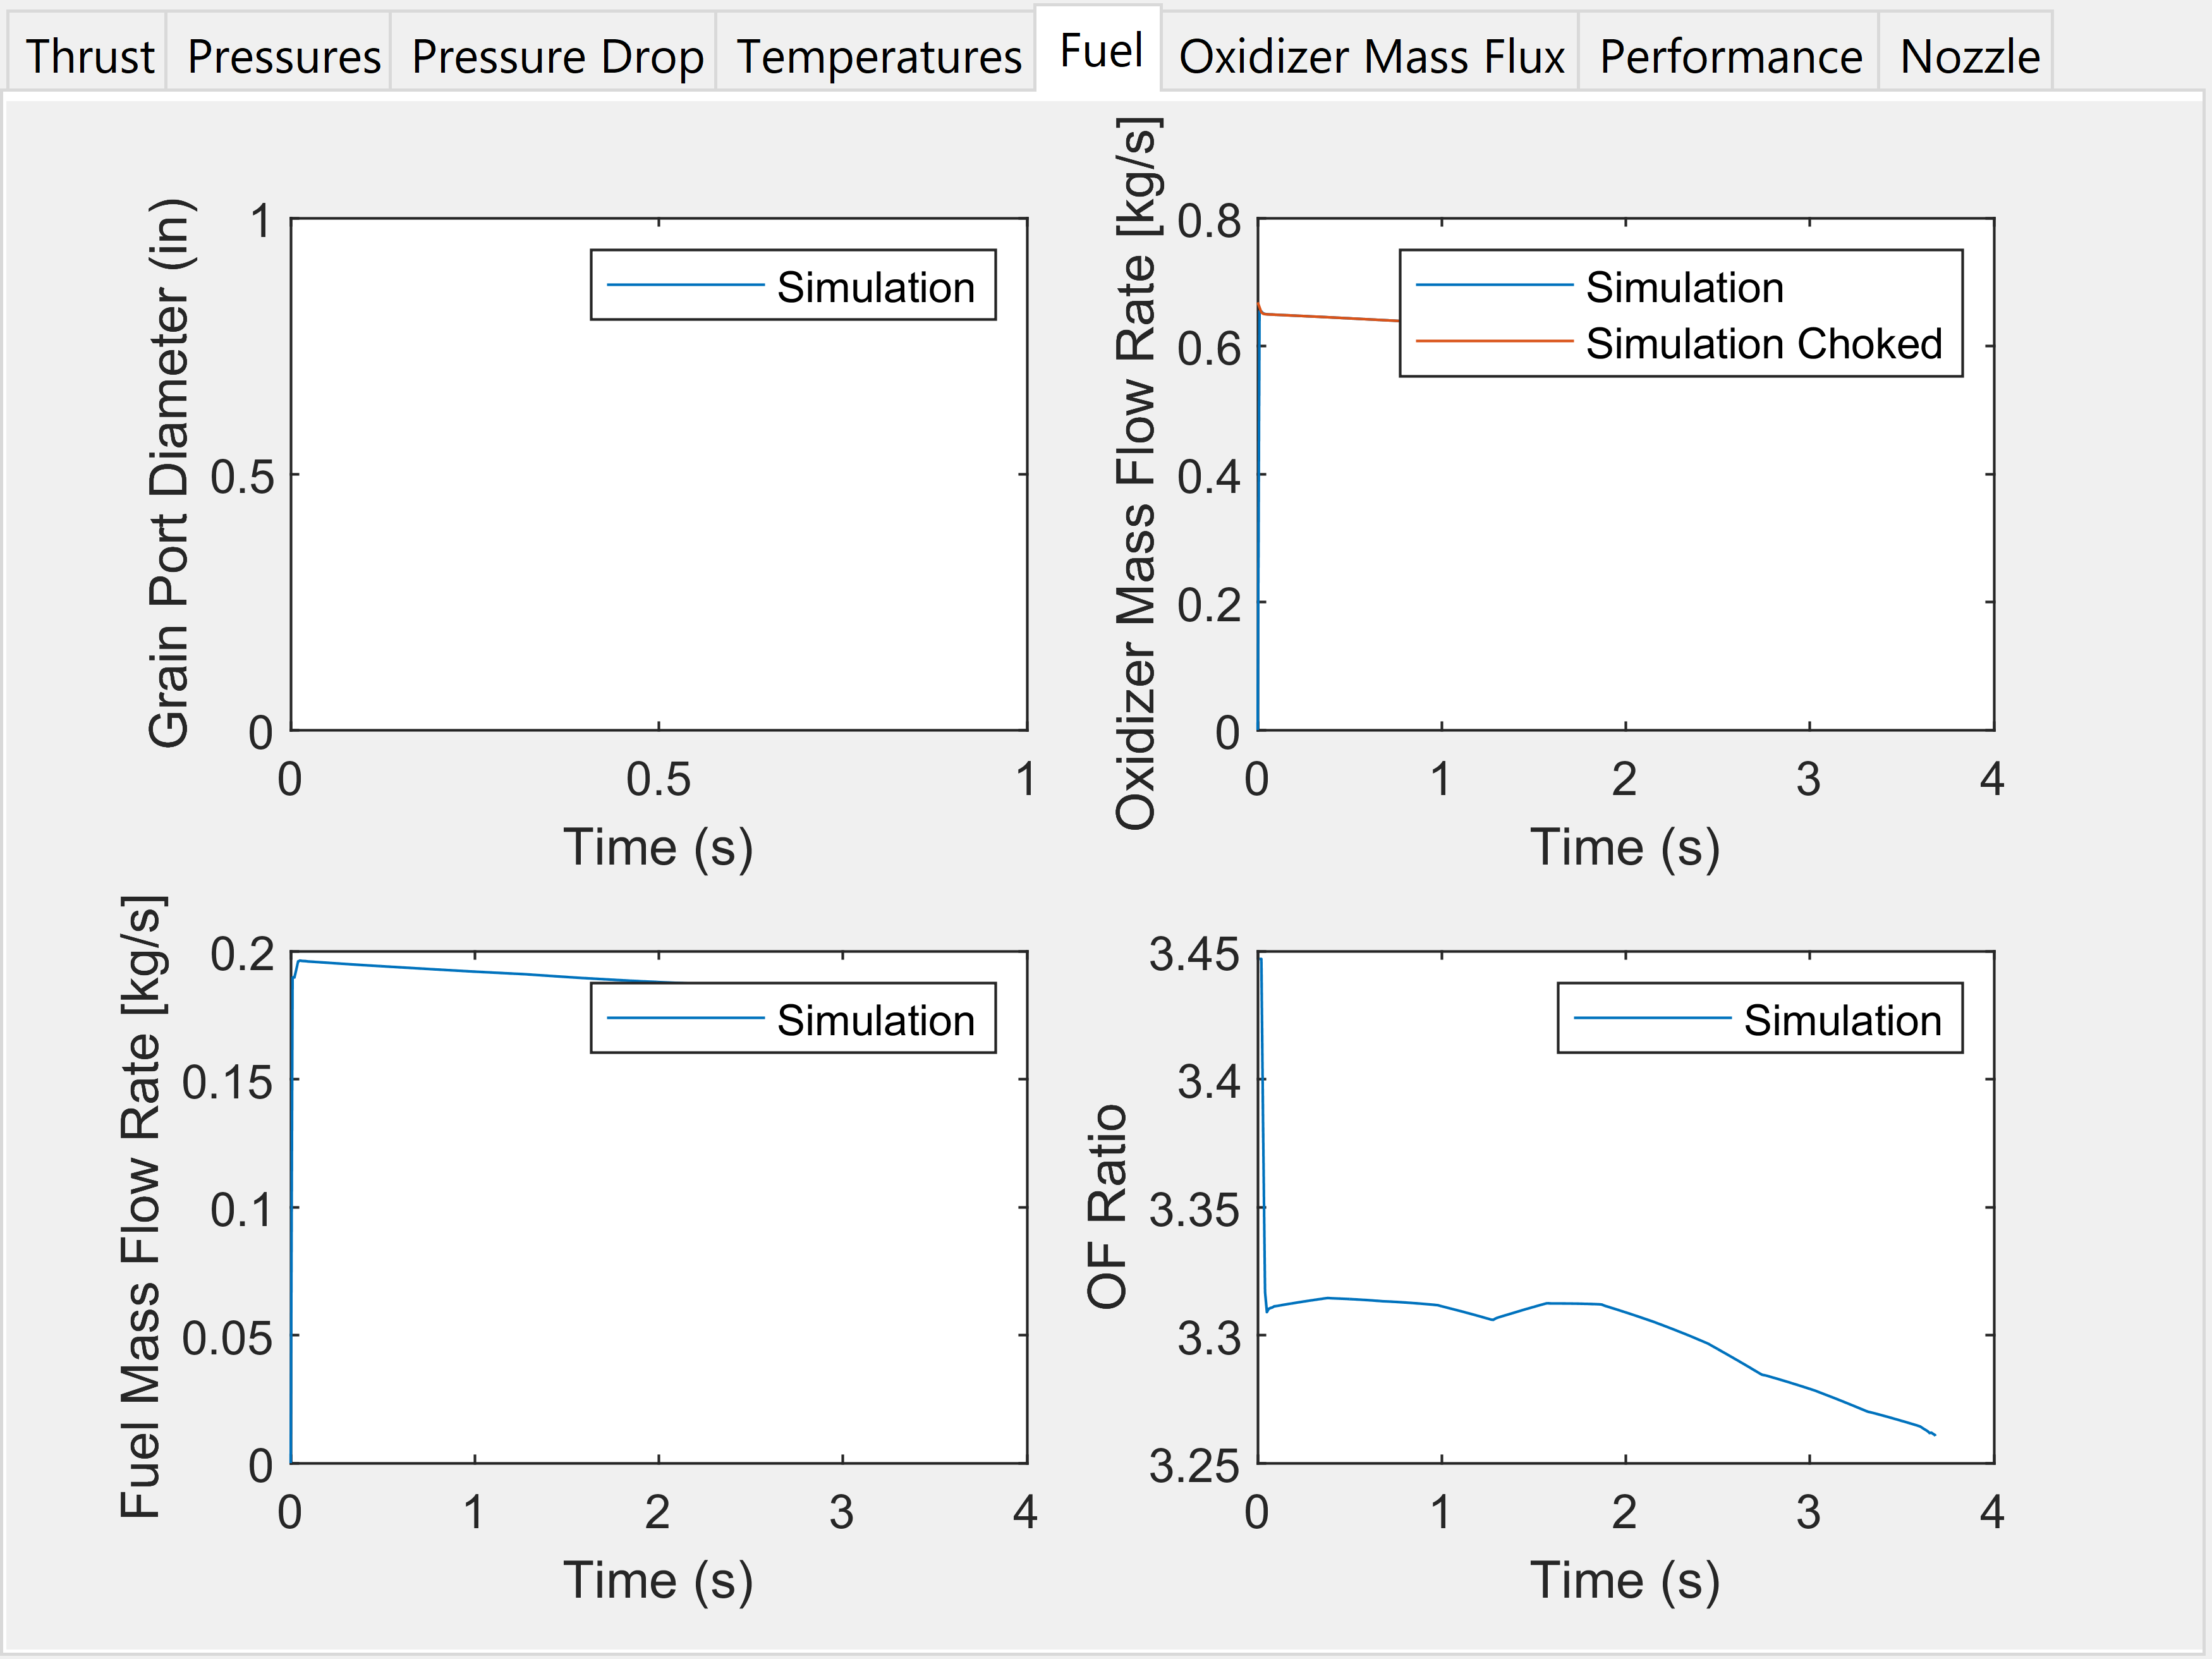 Thrust Pressures Pressure Drop Temperatures Fuel Oxidizer Mass Flux Performance Nozzle
Grain Port Diameter (in)
1
0.5
0
Simulation
0 0.5 1
Time (s)
Oxidizer Mass Flow Rate [kg/s]
0.8
0.6
0.4
0.2
0
Simulation
Simulation Choked
0 1 2 3 4
Time (s)
Fuel Mass Flow Rate [kg/s]
0.2
0.15
0.1
0.05
0
Simulation
0 1 2 3 4
Time (s)
OF Ratio
3.45
3.4
3.35
3.3
3.25
Simulation
0 1 2 3 4
Time (s)